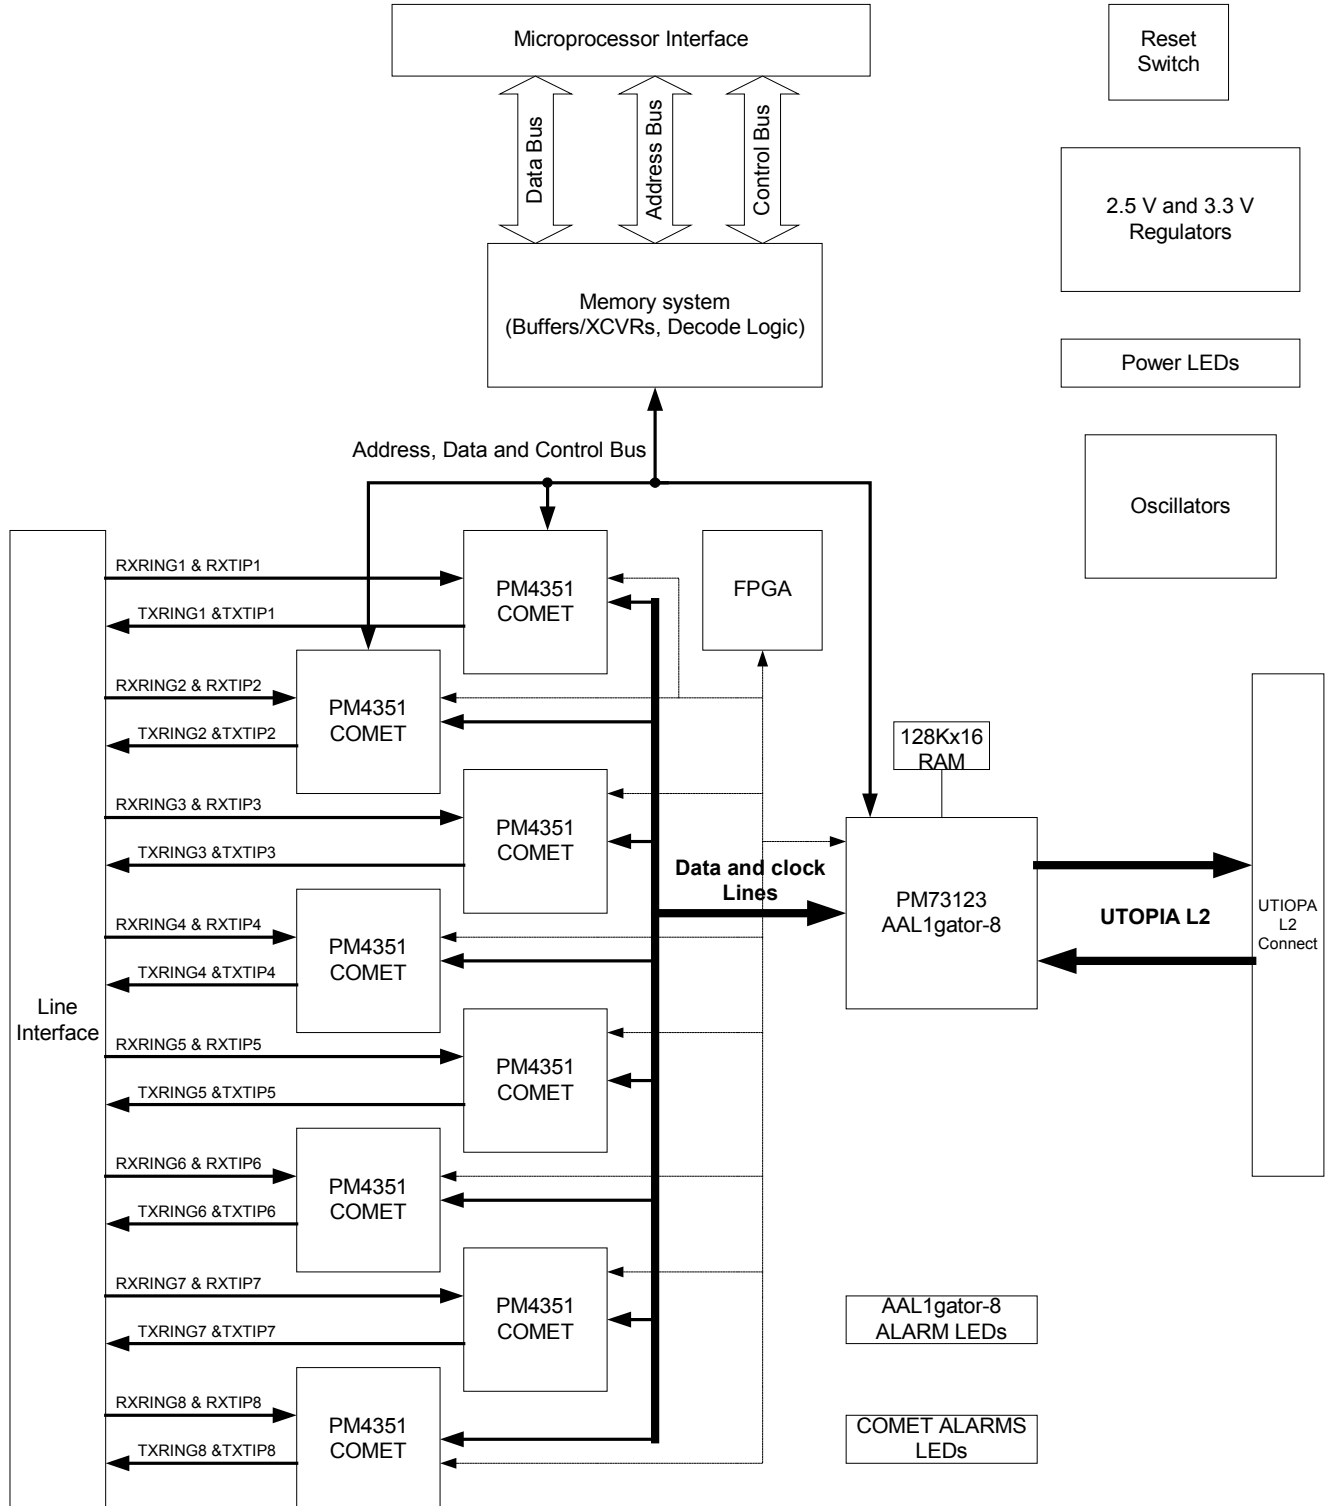 Microprocessor Interface
Reset
Switch
Data Bus
Address Bus
Control Bus
2.5 V and 3.3 V
Regulators
Memory system
(Buffers/XCVRs, Decode Logic)
Power LEDs
Address, Data and Control Bus
Oscillators
RXRING1 & RXTIP1
TXRING1 &TXTIP1
PM4351
COMET
FPGA
RXRING2 & RXTIP2
TXRING2 &TXTIP2
PM4351
COMET
128Kx16
RAM
RXRING3 & RXTIP3
TXRING3 &TXTIP3
PM4351
COMET
Data and clock
Lines
PM73123
AAL1gator-8
UTOPIA L2
UTIOPA
L2
Connect
RXRING4 & RXTIP4
TXRING4 &TXTIP4
PM4351
COMET
Line
Interface
RXRING5 & RXTIP5
TXRING5 &TXTIP5
PM4351
COMET
RXRING6 & RXTIP6
TXRING6 &TXTIP6
PM4351
COMET
RXRING7 & RXTIP7
TXRING7 &TXTIP7
PM4351
COMET
AAL1gator-8
ALARM LEDs
RXRING8 & RXTIP8
TXRING8 &TXTIP8
PM4351
COMET
COMET ALARMS
LEDs